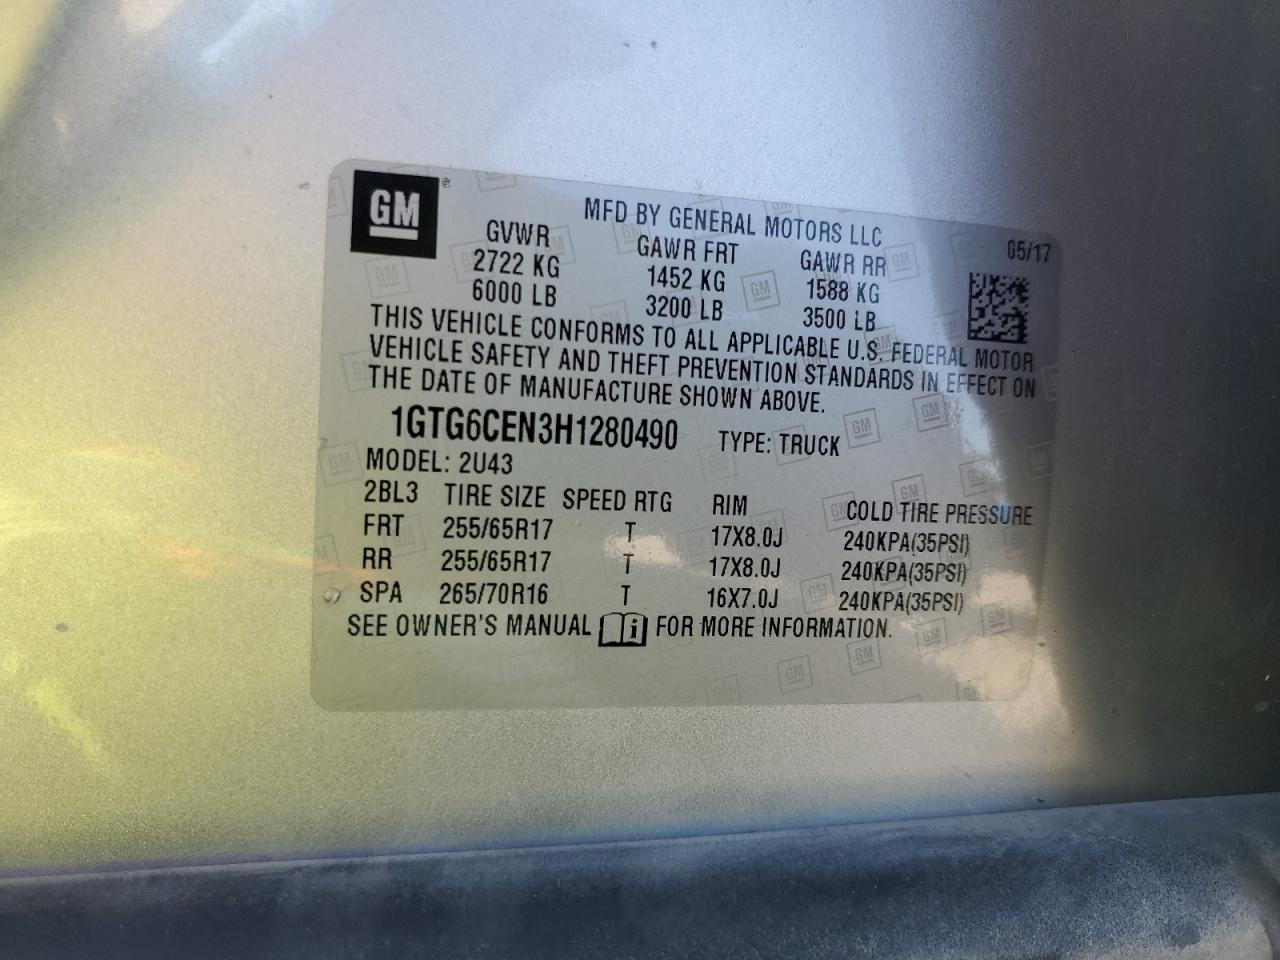 GM
MFD BY GENERAL MOTORS LLC
05/17
GVWR GAWR FRT GAWR RR
2722 KG 1452 KG 1588 KG
6000 LB 3200 LB 3500 LB
THIS VEHICLE CONFORMS TO ALL APPLICABLE U.S. FEDERAL MOTOR
VEHICLE SAFETY AND THEFT PREVENTION STANDARDS IN EFFECT ON
THE DATE OF MANUFACTURE SHOWN ABOVE.
1GTG6CEN3H1280490 TYPE: TRUCK
MODEL: 2U43
2BL3 TIRE SIZE SPEED RTG RIM COLD TIRE PRESSURE
FRT 255/65R17 T 17X8.0J 240KPA(35PSI)
RR 255/65R17 T 17X8.0J 240KPA(35PSI)
SPA 265/70R16 T 16X7.0J 240KPA(35PSI)
SEE OWNER'S MANUAL i FOR MORE INFORMATION.